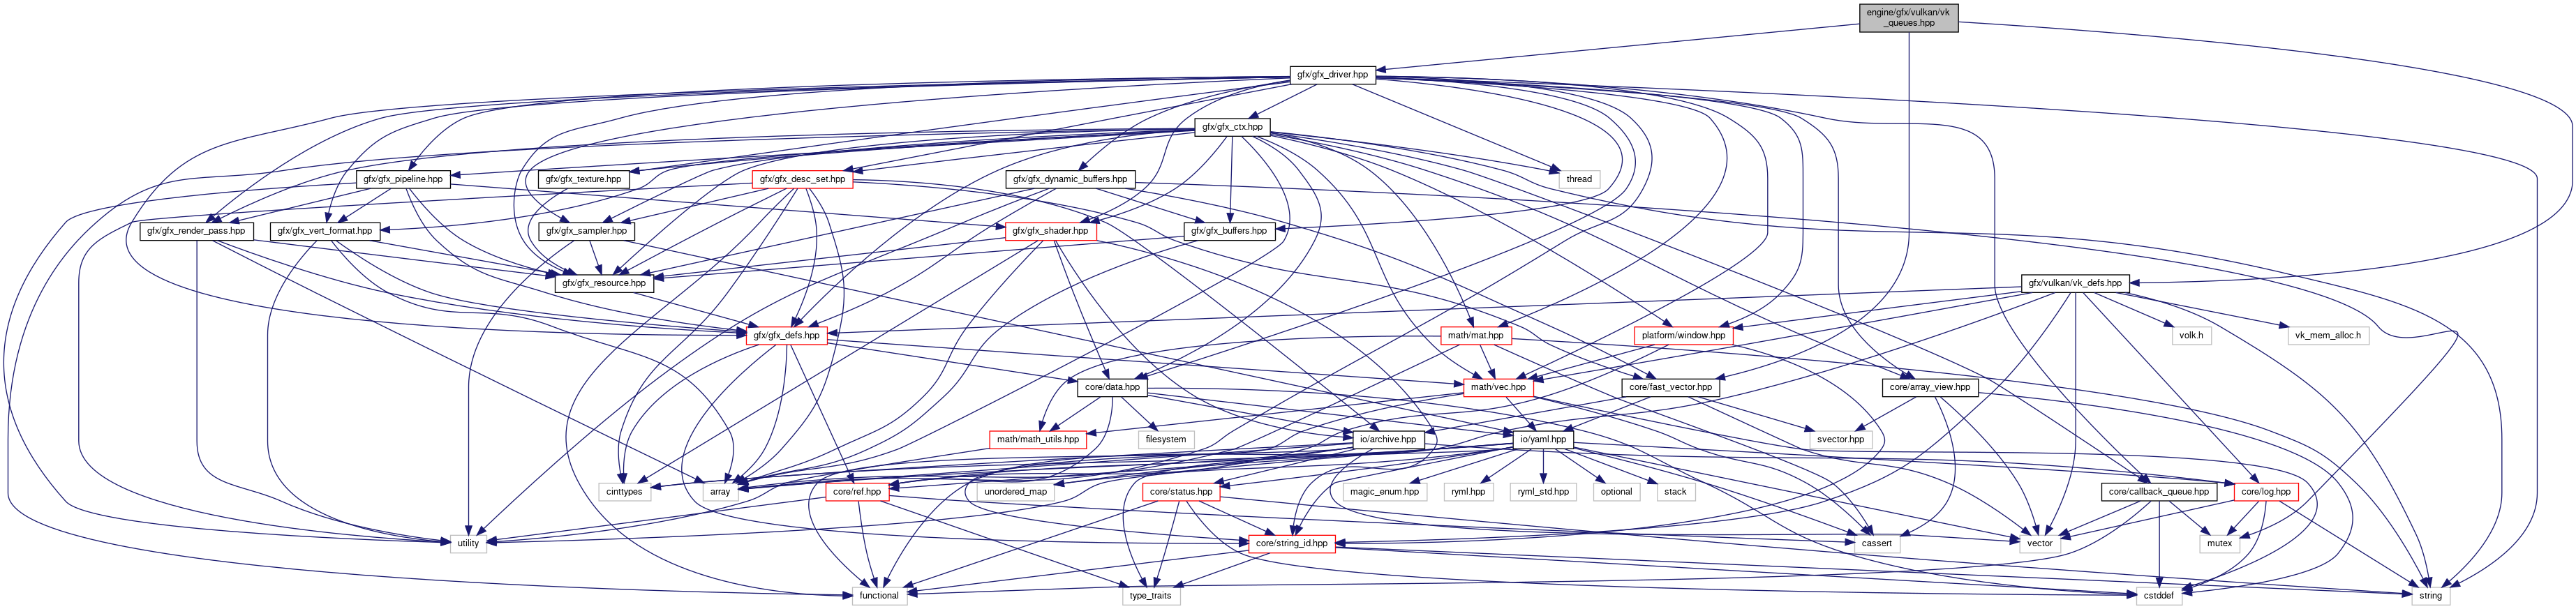 engine/gfx/vulkan/vk
_queues.hpp
gfx/gfx_driver.hpp
gfx/gfx_ctx.hpp
gfx/gfx_pipeline.hpp
gfx/gfx_texture.hpp
gfx/gfx_desc_set.hpp
gfx/gfx_dynamic_buffers.hpp
thread
gfx/gfx_render_pass.hpp
gfx/gfx_vert_format.hpp
gfx/gfx_sampler.hpp
gfx/gfx_shader.hpp
gfx/gfx_buffers.hpp
gfx/gfx_resource.hpp
gfx/vulkan/vk_defs.hpp
gfx/gfx_defs.hpp
math/mat.hpp
platform/window.hpp
volk.h
vk_mem_alloc.h
core/data.hpp
math/vec.hpp
core/fast_vector.hpp
core/array_view.hpp
math/math_utils.hpp
filesystem
io/archive.hpp
io/yaml.hpp
svector.hpp
cinttypes
array
core/ref.hpp
unordered_map
core/status.hpp
magic_enum.hpp
ryml.hpp
ryml_std.hpp
optional
stack
core/callback_queue.hpp
core/log.hpp
utility
core/string_id.hpp
cassert
vector
mutex
functional
type_traits
cstddef
string